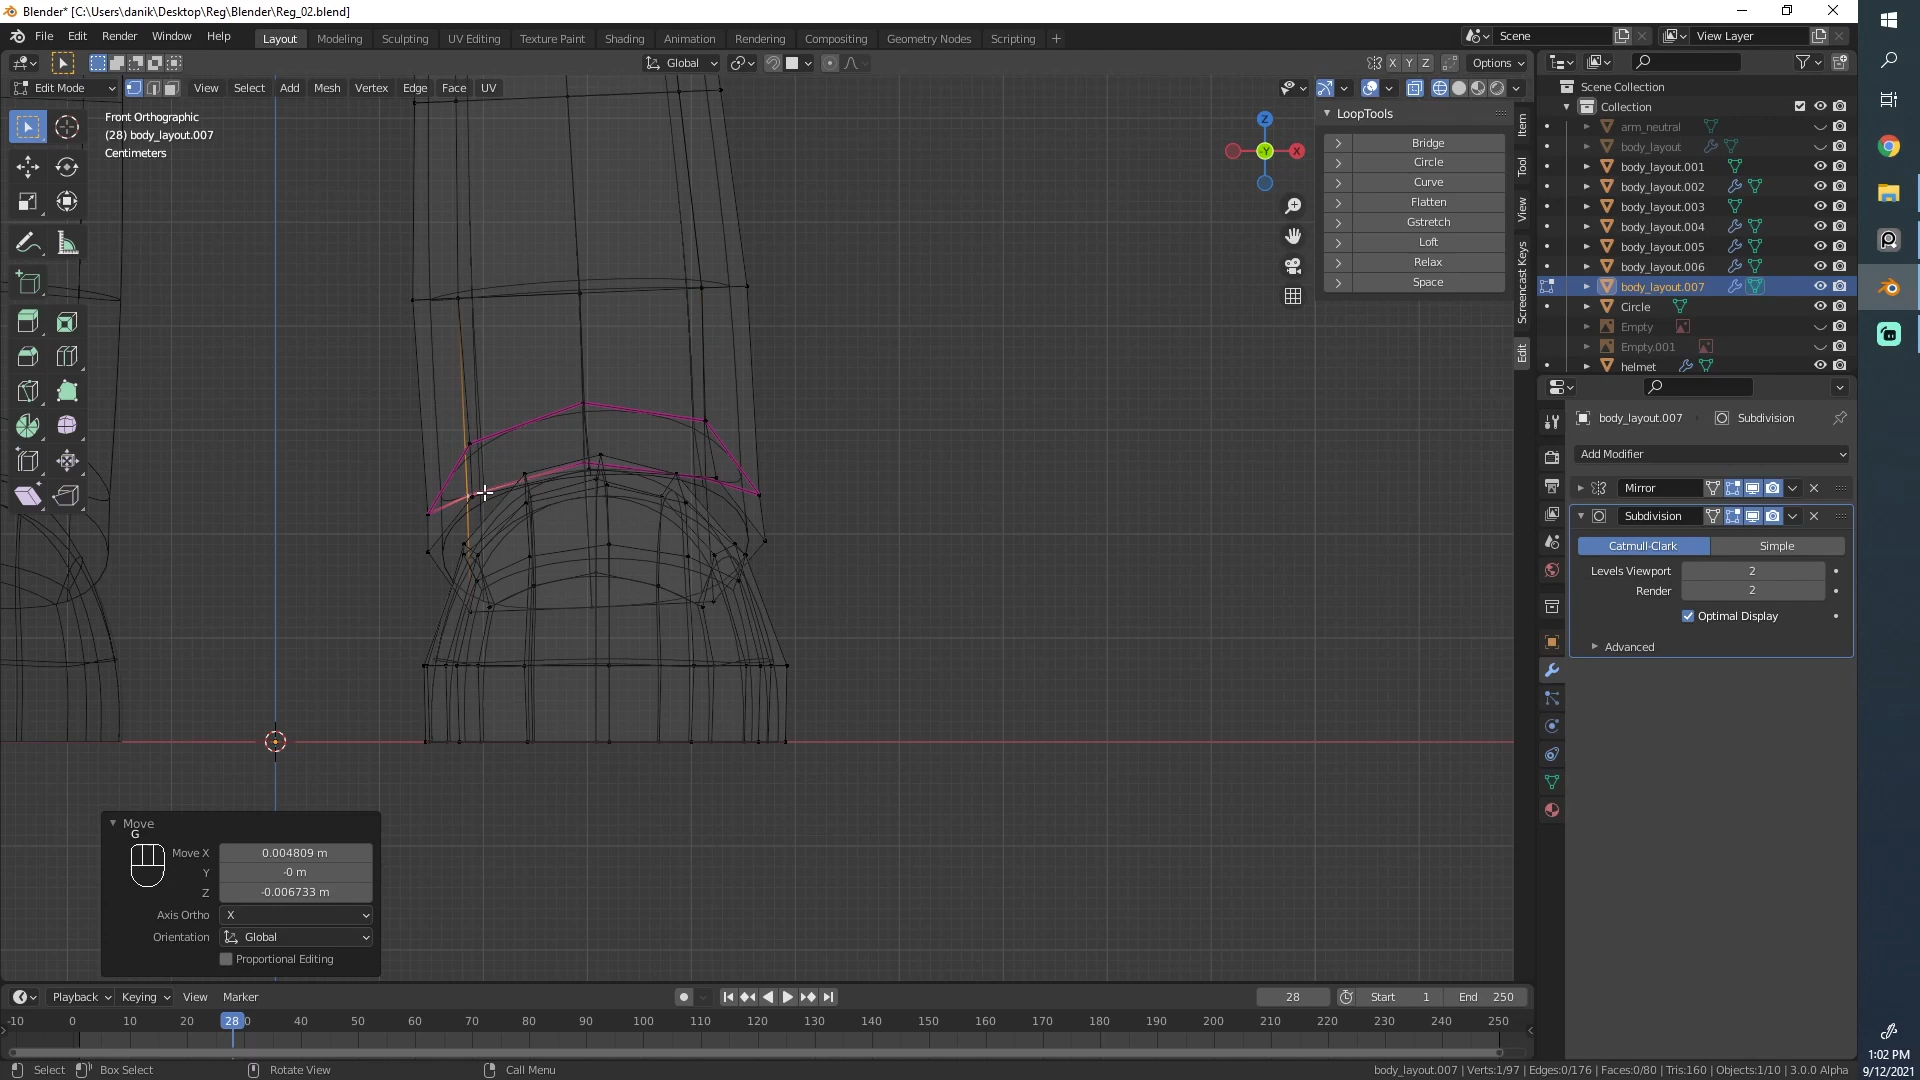 Blender* [C:\Users\danik\Desktop\Reg\Blender\Reg_02.blend]
File Edit Render Window Help Layout Modeling Sculpting UV Editing Texture Paint Shading Animation Rendering Compositing Geometry Nodes Scripting + Scene View Layer
Global X Y Z Options
Edit Mode View Select Add Mesh Vertex Edge Face UV
Front Orthographic
(28) body_layout.007
Centimeters
Z
Y X
LoopTools
Bridge
Circle
Curve
Flatten
Gstretch
Loft
Relax
Space
Item
Tool
View
Screencast Keys
Edit
Scene Collection
Collection
arm_neutral
body_layout
body_layout.001
body_layout.002
body_layout.003
body_layout.004
body_layout.005
body_layout.006
body_layout.007
Circle
Empty
Empty.001
helmet
body_layout.007 Subdivision
Add Modifier
Mirror
Subdivision
Catmull-Clark Simple
Levels Viewport 2
Render 2
Optimal Display
Advanced
Move
G
Move X 0.004809 m
Y -0 m
Z -0.006733 m
Axis Ortho X
Orientation Global
Proportional Editing
Playback Keying View Marker 28 Start 1 End 250
-10 0 10 20 28 0 40 50 60 70 80 90 100 110 120 130 140 150 160 170 180 190 200 210 220 230 240 250
Select Box Select Rotate View Call Menu body_layout.007 | Verts:1/97 | Edges:0/176 | Faces:0/80 | Tris:160 | Objects:1/10 | 3.0.0 Alpha
1:02 PM
9/12/2021